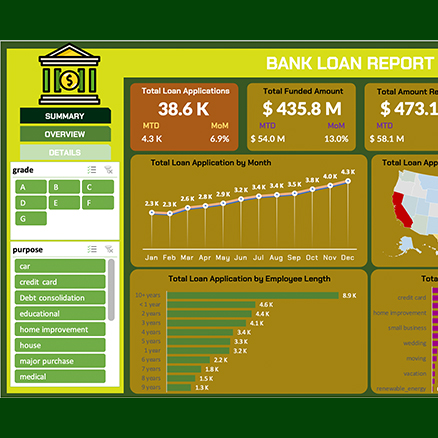 BANK LOAN REPORT
$
SUMMARY
OVERVIEW
DETAILS
grade
A B C
D E F
G
purpose
car
credit card
Debt consolidation
educational
home improvement
house
major purchase
medical
Total Loan Applications
38.6 K
MTD MoM
4.3 K 6.9%
Total Funded Amount
$ 435.8 M
MTD MoM
$ 54.0 M 13.0%
Total Amount Re
$ 473.1
MTD
$ 58.1 M
Total Loan Application by Month
2.3 K 2.3 K 2.6 K 2.8 K 2.9 K 3.2 K 3.4 K 3.4 K 3.5 K 3.8 K 4.0 K 4.3 K
Jan Feb Mar Apr May Jun Jul Aug Sep Oct Nov Dec
Total Loan App
Total Loan Application by Employee Length
10+ years 8.9 K
< 1 year 4.6 K
2 years 4.4 K
3 years 4.1 K
4 years 3.4 K
5 years 3.3 K
1 year 3.2 K
6 years 2.2 K
7 years 1.8 K
8 years 1.5 K
9 years 1.3 K
Tota
credit card
home improvement
small business
wedding
moving
vacation
renewable_energy